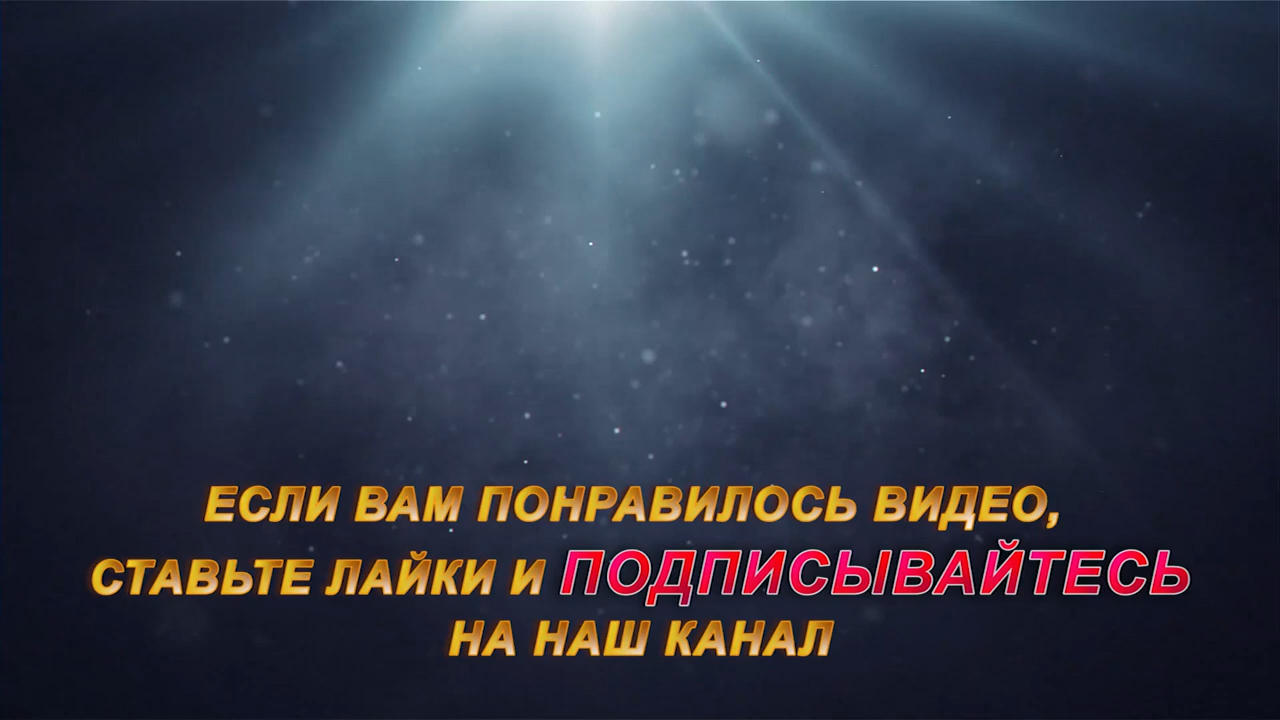 ЕСЛИ ВАМ ПОНРАВИЛОСЬ ВИДЕО,
СТАВЬТЕ ЛАЙКИ И ПОДПИСЫВАЙТЕСЬ
НА НАШ КАНАЛ